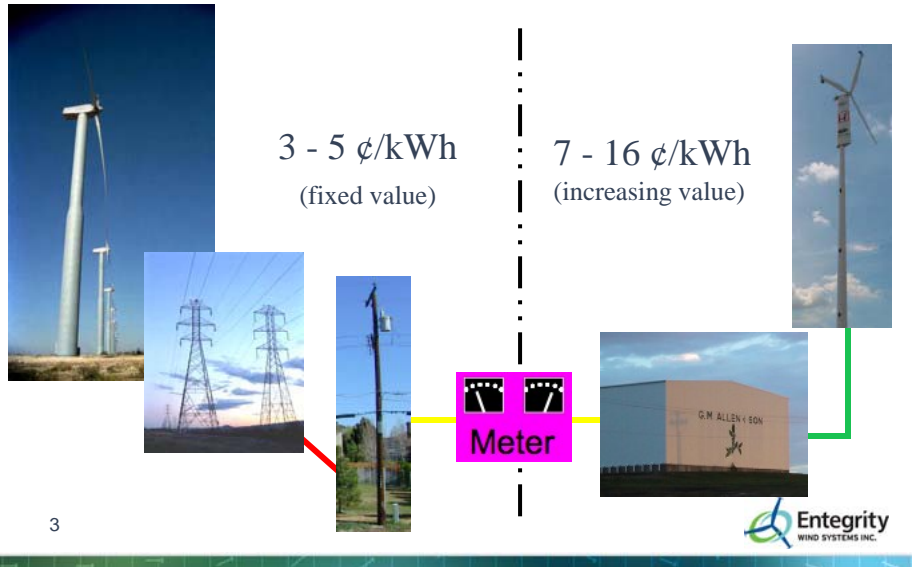 3 - 5 ¢/kWh
(fixed value)
7 - 16 ¢/kWh
(increasing value)
Meter
G.M. ALLEN & SON
3
Entegrity
WIND SYSTEMS INC.